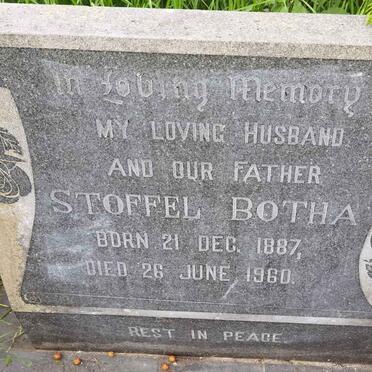 In Loving Memory
MY LOVING HUSBAND
AND OUR FATHER
STOFFEL BOTHA
BORN 21 DEC. 1887,
DIED 26 JUNE 1960.
REST IN PEACE.